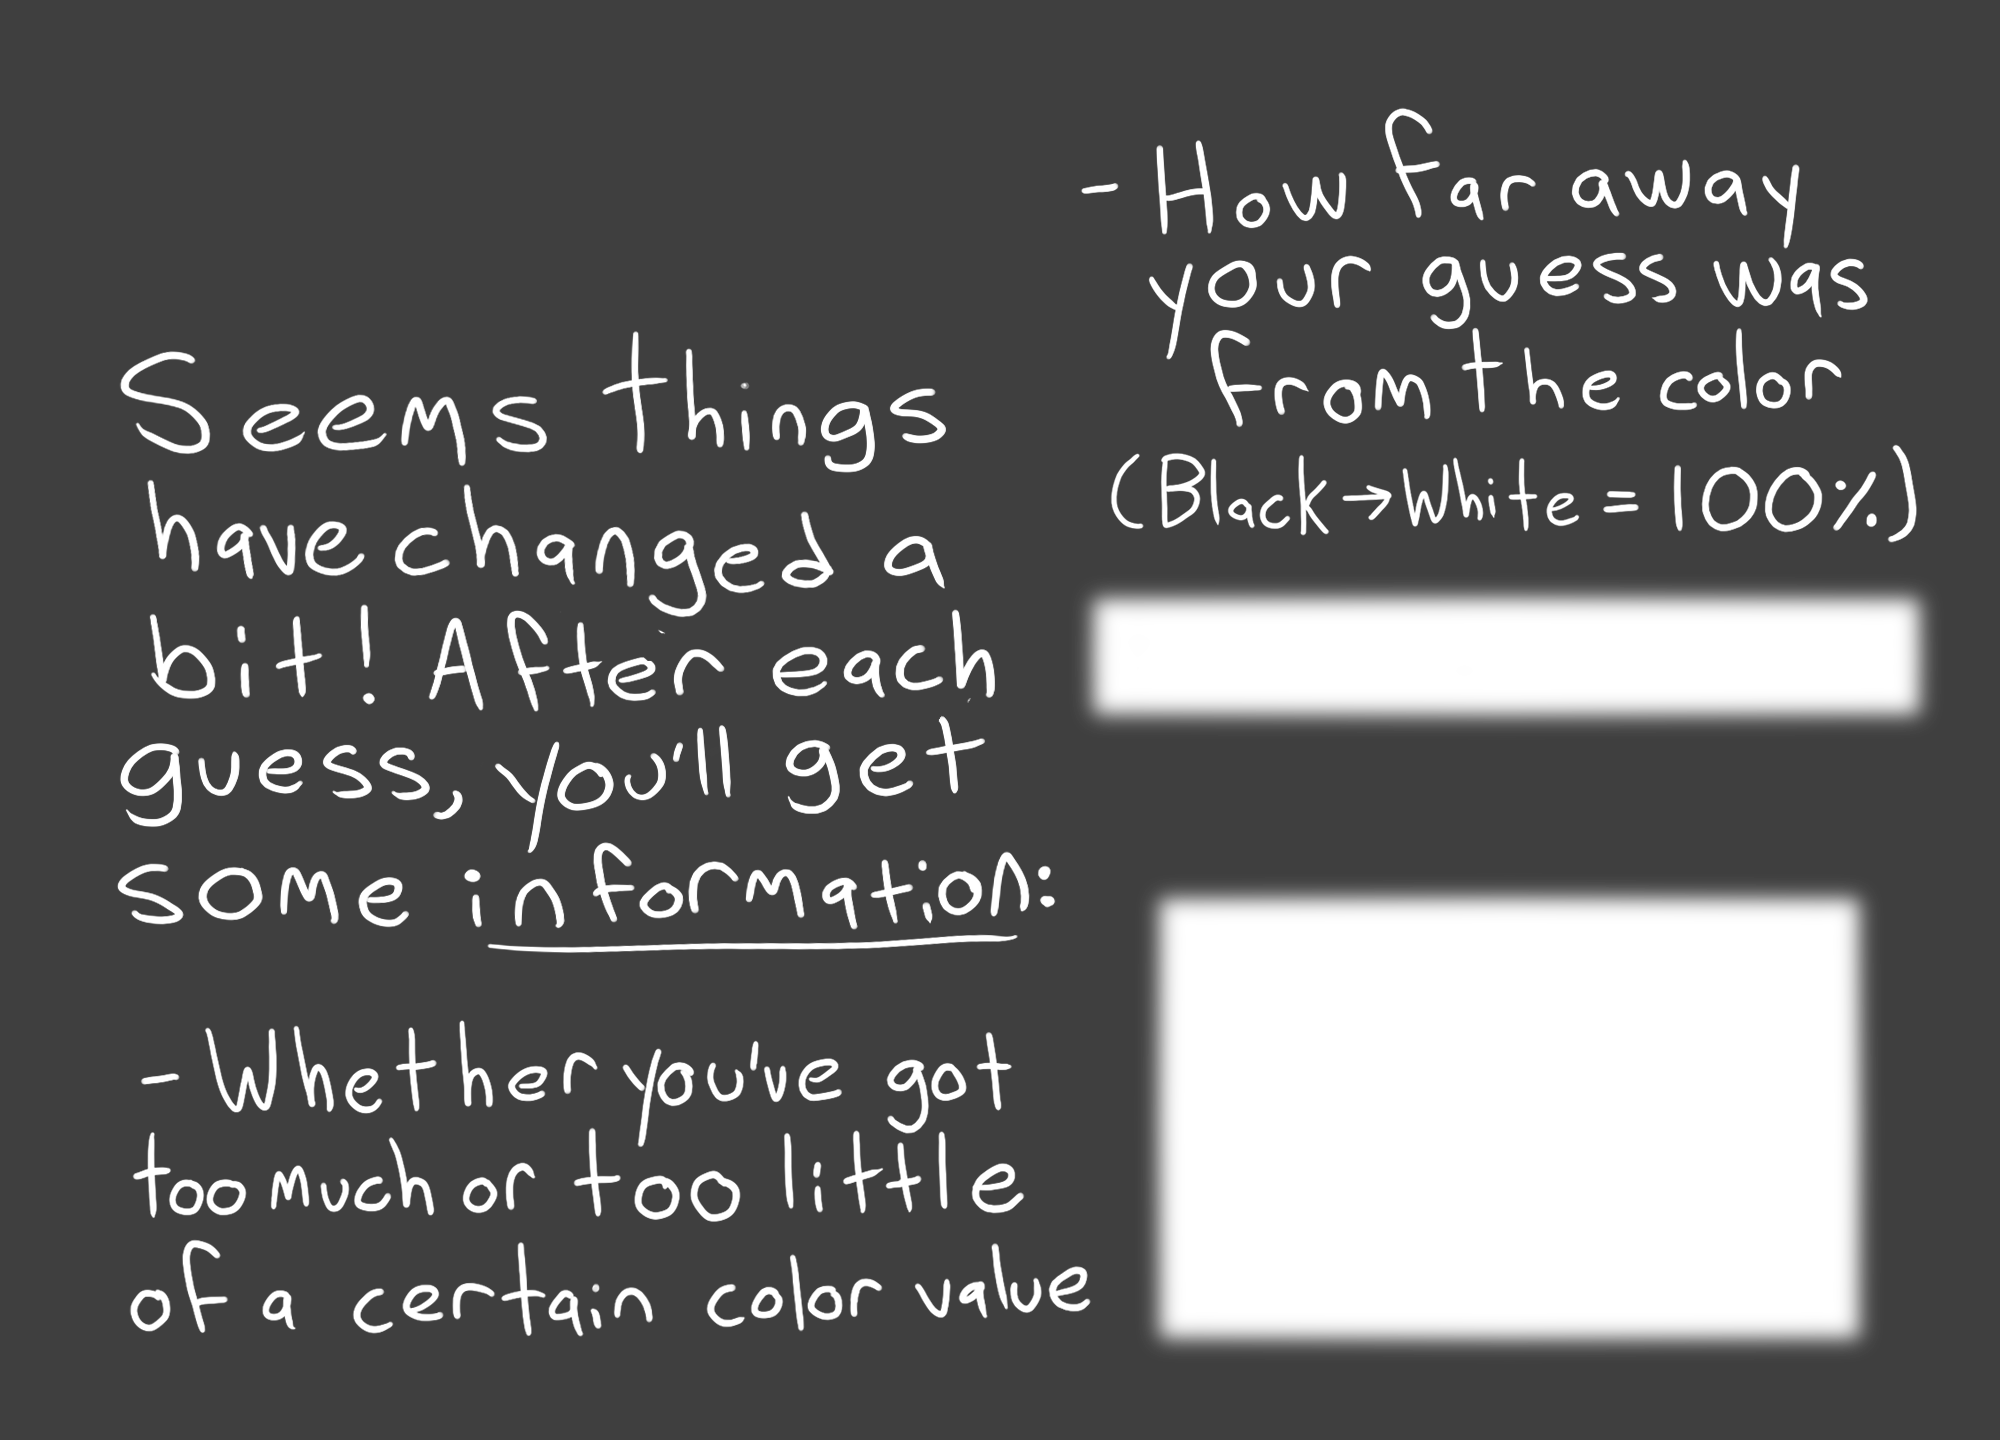 Seems things
have changed a
bit! After each
guess, you'll get
some information:
- Whether you've got
too much or too little
of a certain color value
- How far away
your guess was
from the color
(Black→White = 100%)